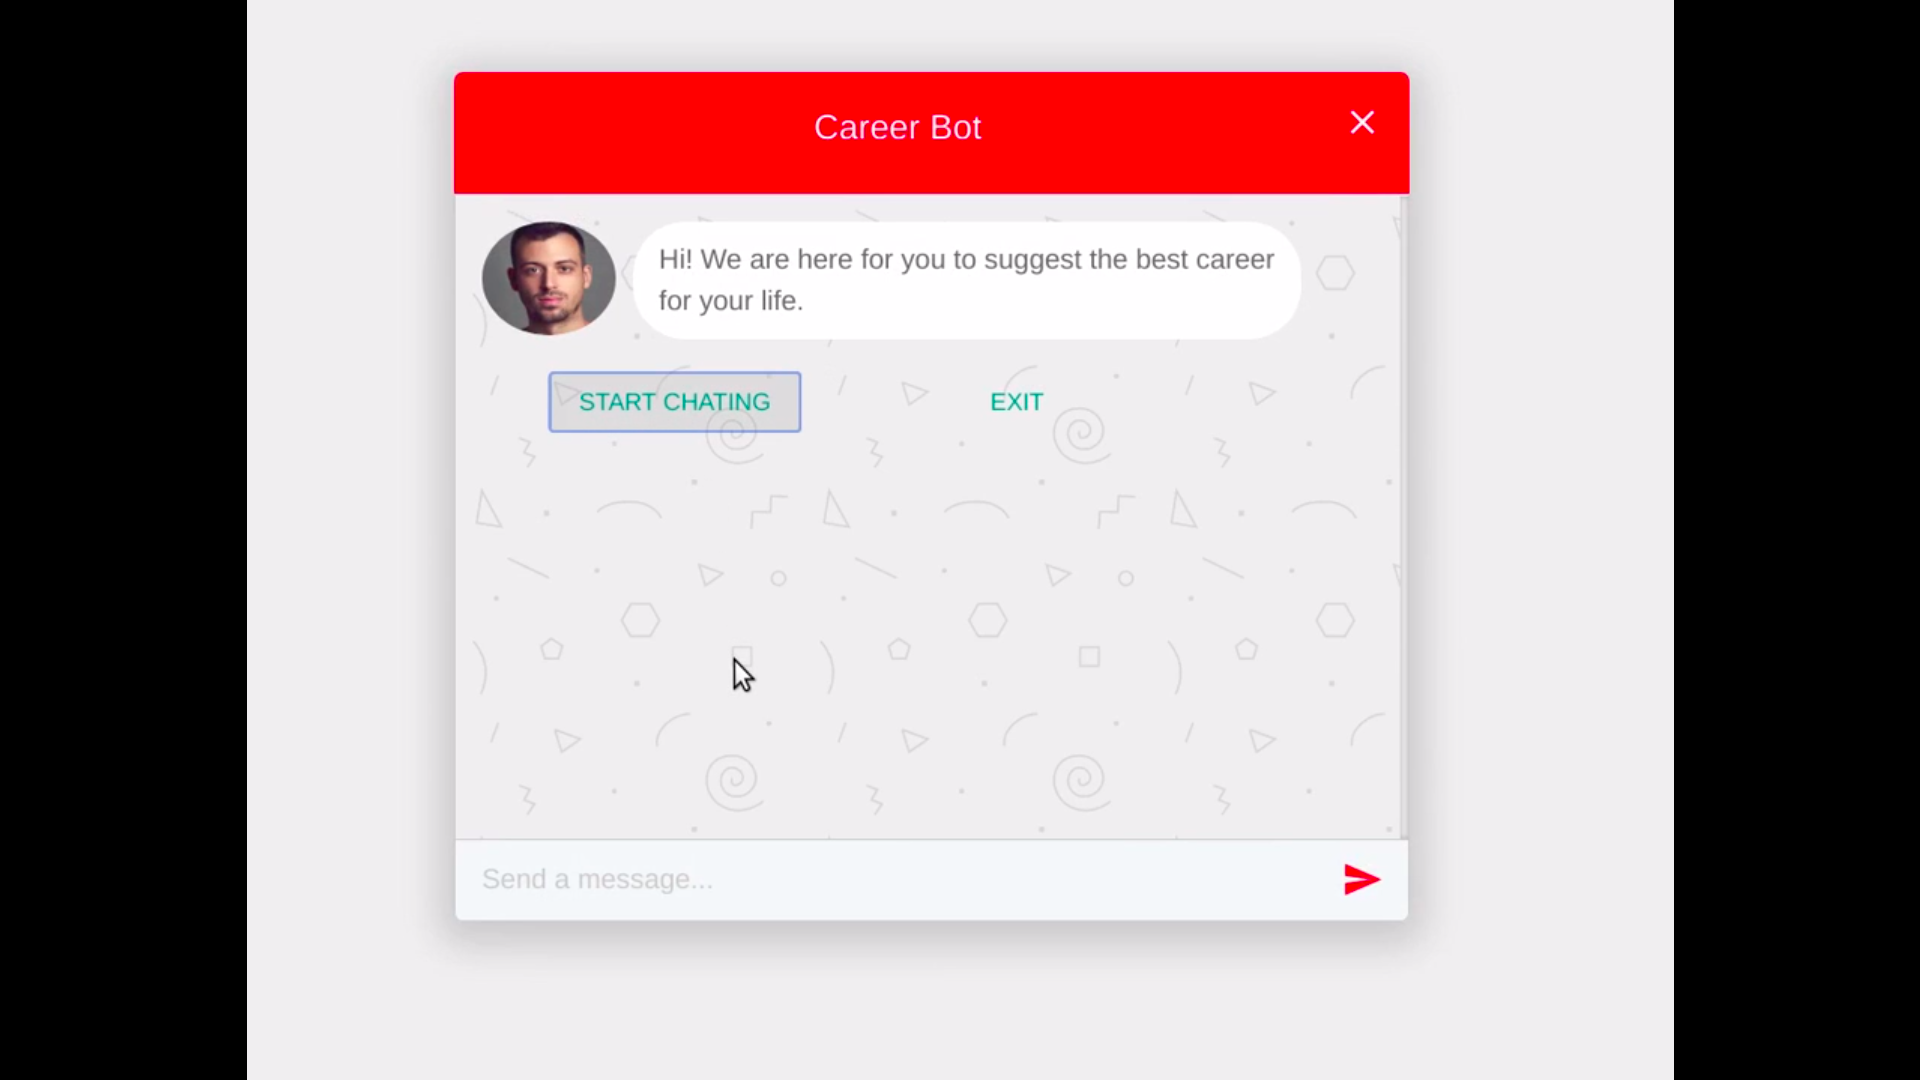 Career Bot
Hi! We are here for you to suggest the best career
for your life.
START CHATING
EXIT
Send a message...